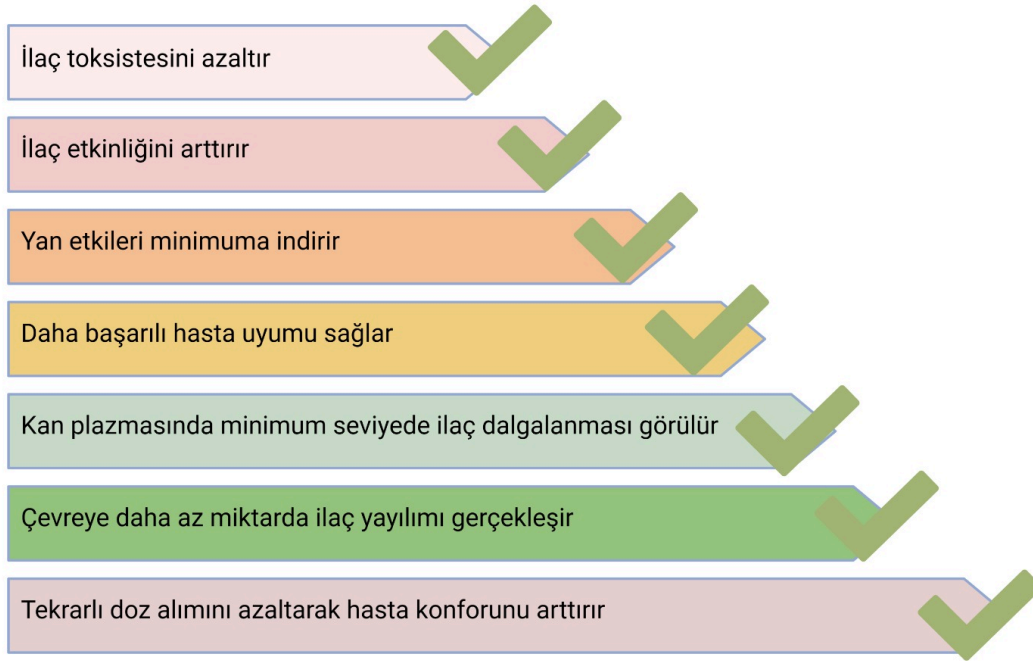 İlaç toksistesini azaltır
İlaç etkinliğini arttırır
Yan etkileri minimuma indirir
Daha başarılı hasta uyumu sağlar
Kan plazmasında minimum seviyede ilaç dalgalanması görülür
Çevreye daha az miktarda ilaç yayılımı gerçekleşir
Tekrarlı doz alımını azaltarak hasta konforunu arttırır